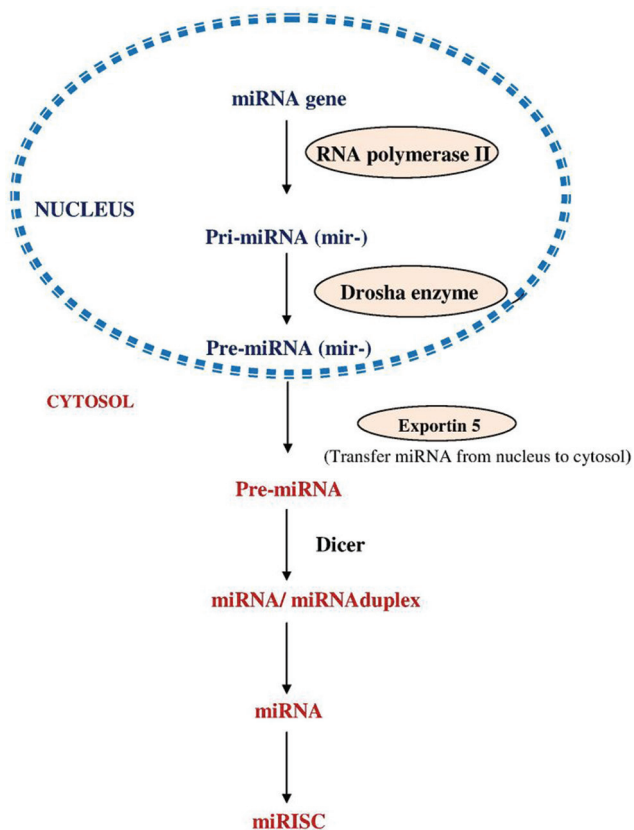 miRNA gene
RNA polymerase II
NUCLEUS
Pri-miRNA (mir-)
Drosha enzyme
Pre-miRNA (mir-)
CYTOSOL
Exportin 5
(Transfer miRNA from nucleus to cytosol)
Pre-miRNA
Dicer
miRNA/ miRNAduplex
miRNA
miRISC